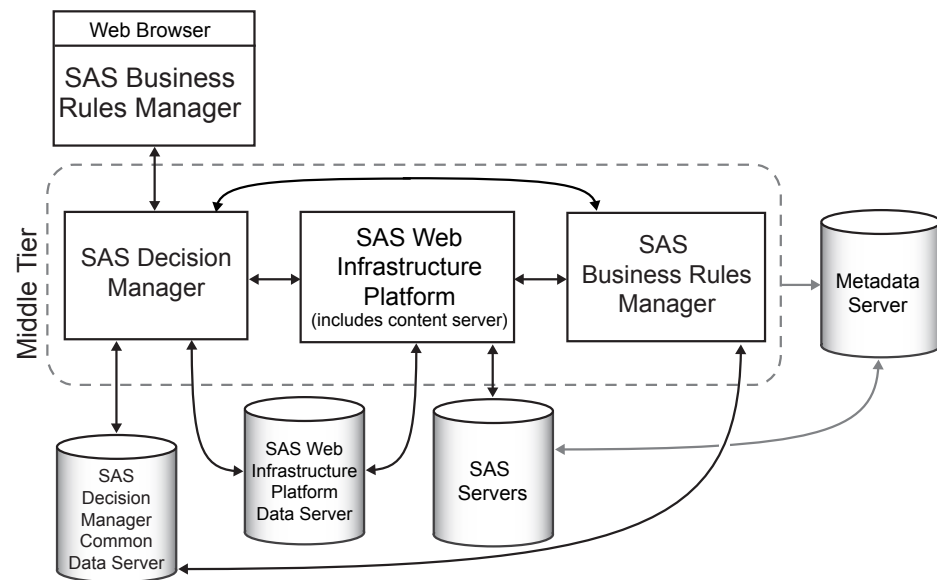 Web Browser
SAS Business
Rules Manager
Middle Tier
SAS Decision
Manager
SAS Web
Infrastructure
Platform
(includes content server)
SAS
Business Rules
Manager
Metadata
Server
SAS
Decision
Manager
Common
Data Server
SAS Web
Infrastructure
Platform
Data Server
SAS
Servers